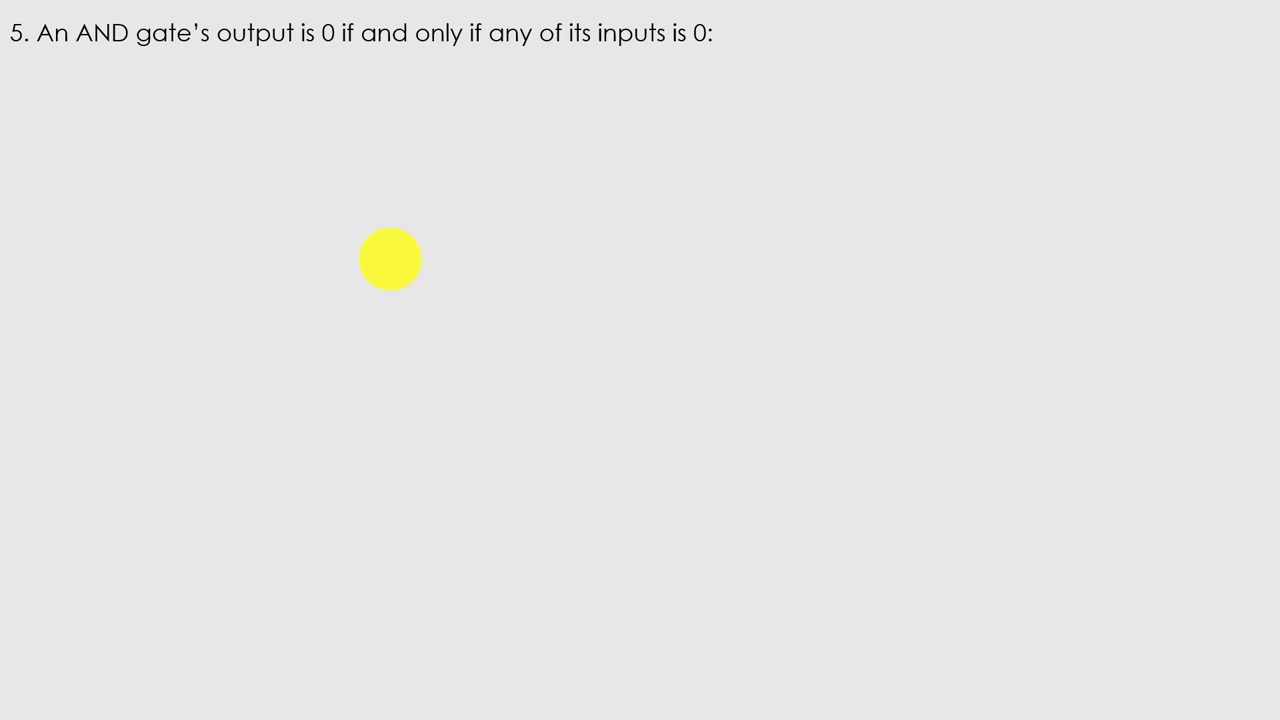 5. An AND gate’s output is 0 if and only if any of its inputs is 0: